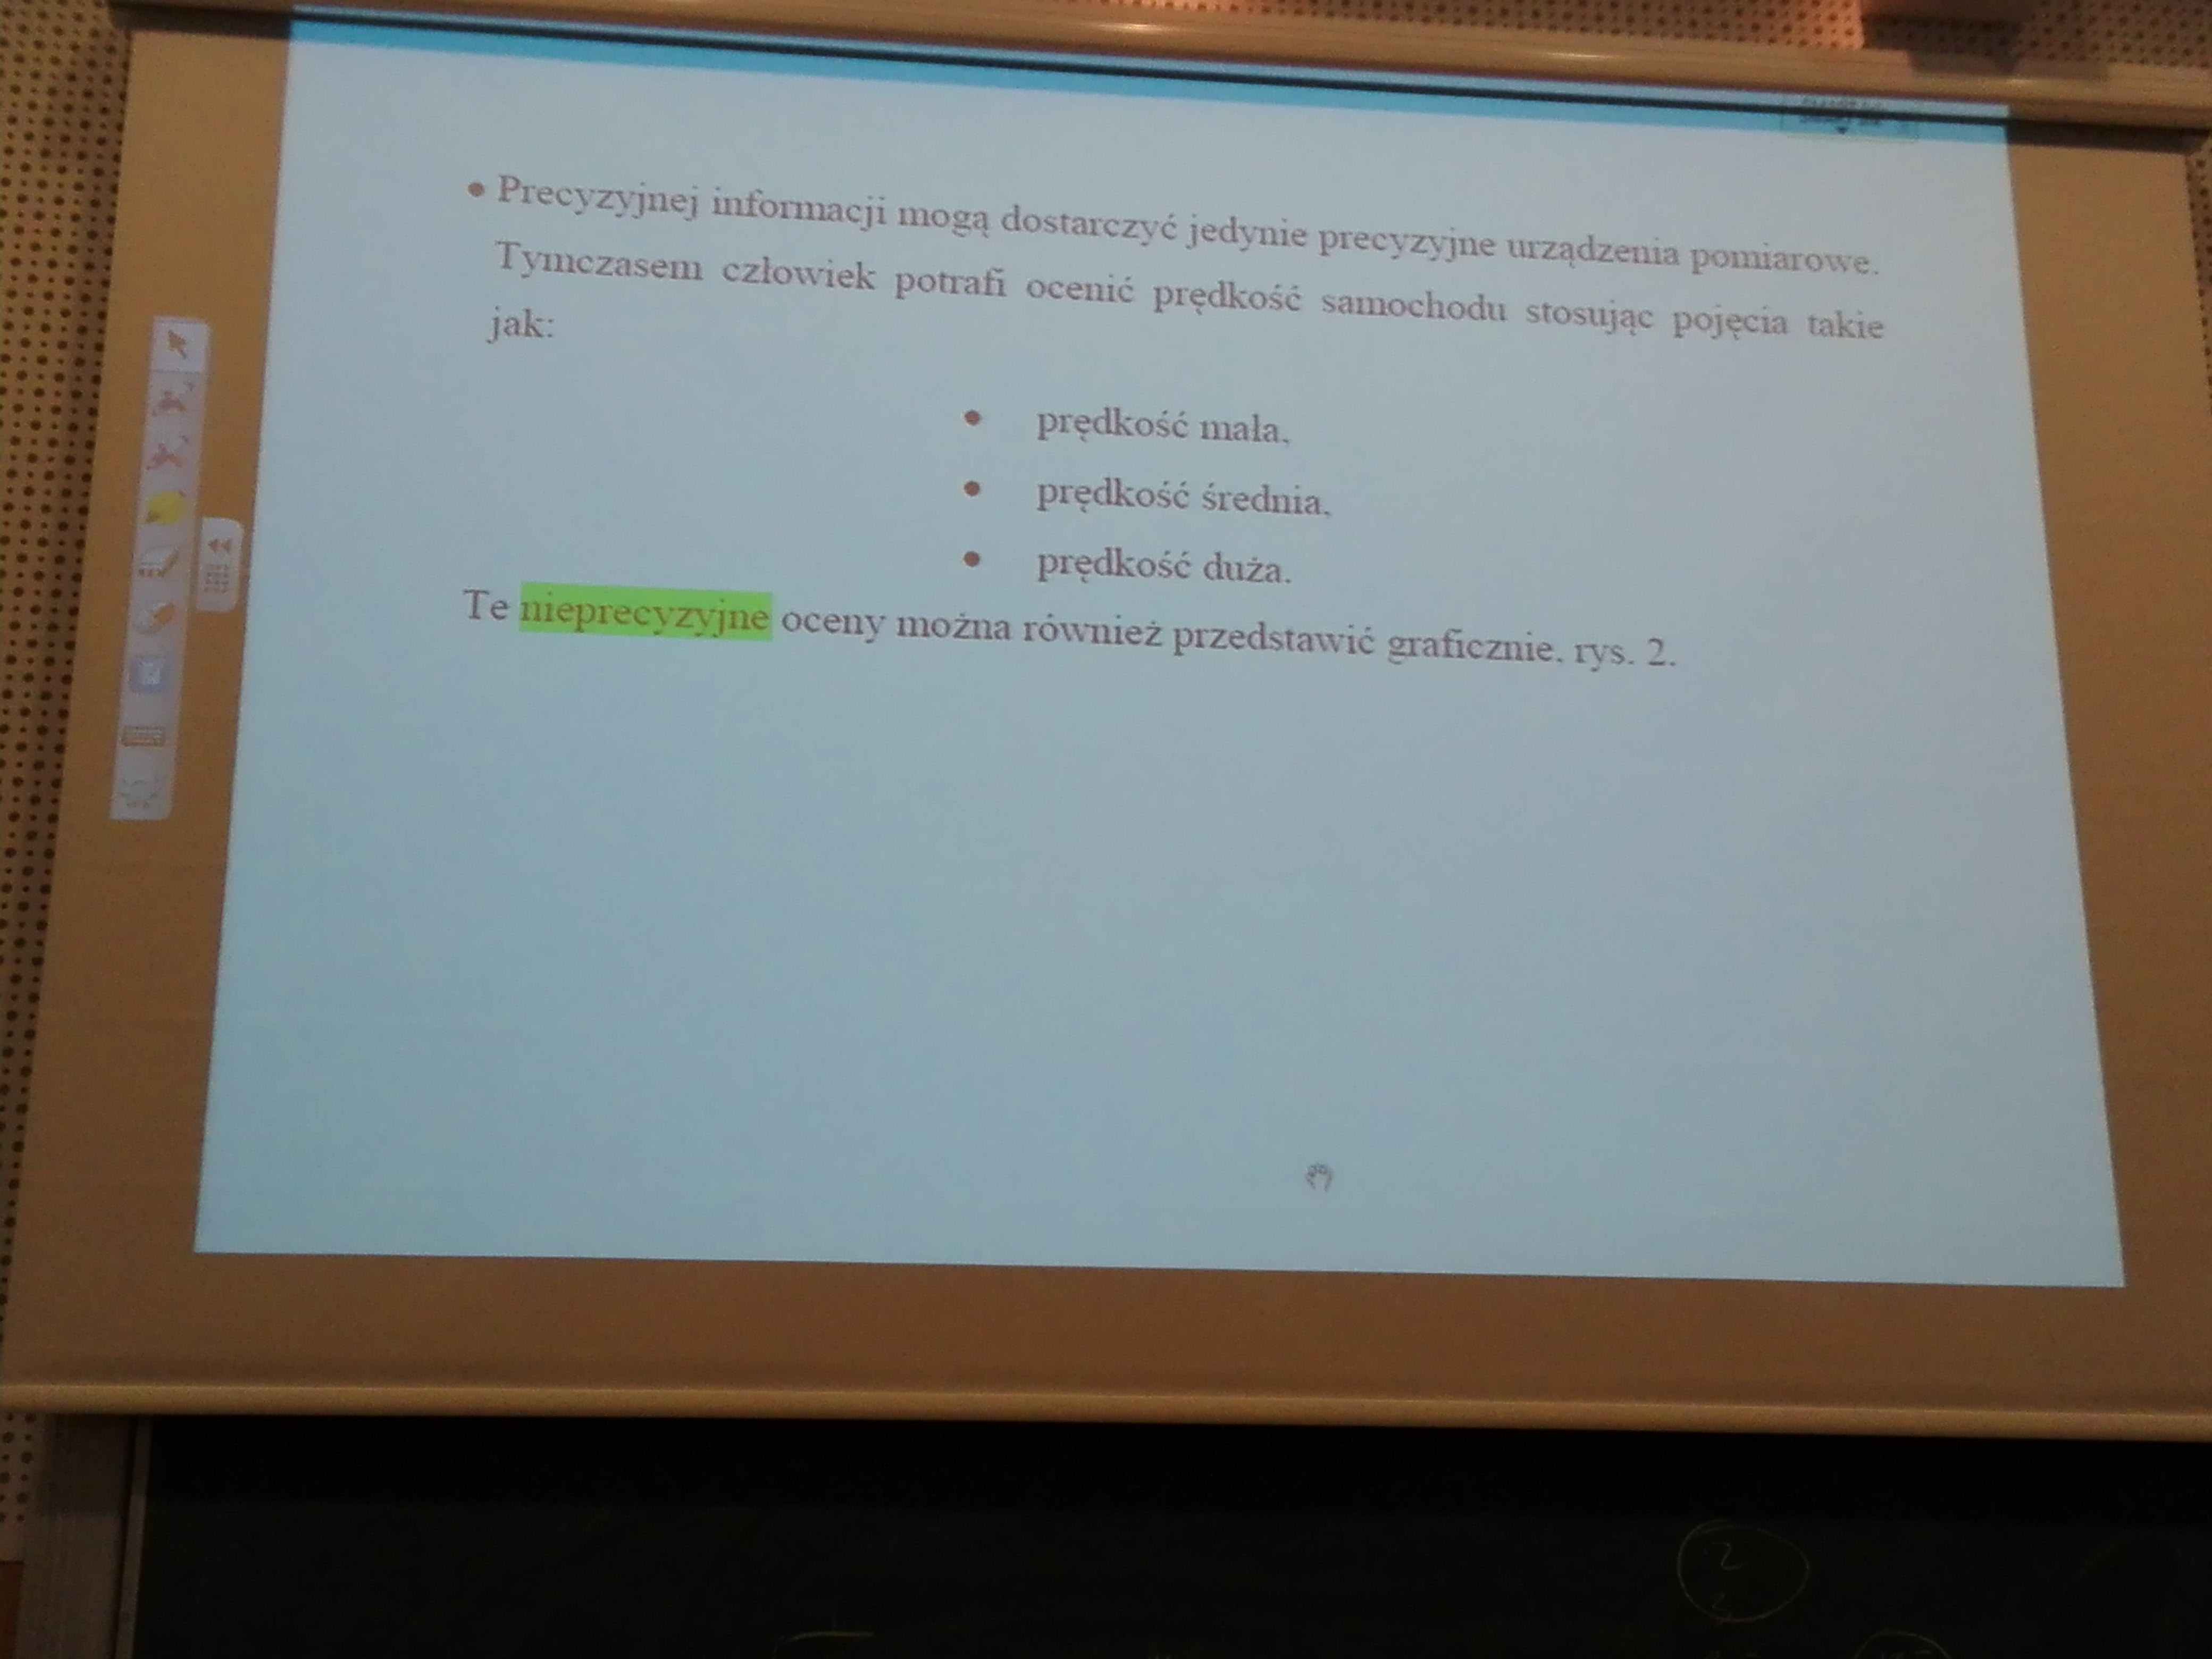 • Precyzyjnej informacji mogą dostarczyć jedynie precyzyjne urządzenia pomiarowe.
Tymczasem człowiek potrafi ocenić prędkość samochodu stosując pojęcia takie
jak:
• prędkość mała,
• prędkość średnia,
• prędkość duża.
Te nieprecyzyjne oceny można również przedstawić graficznie, rys. 2.
2